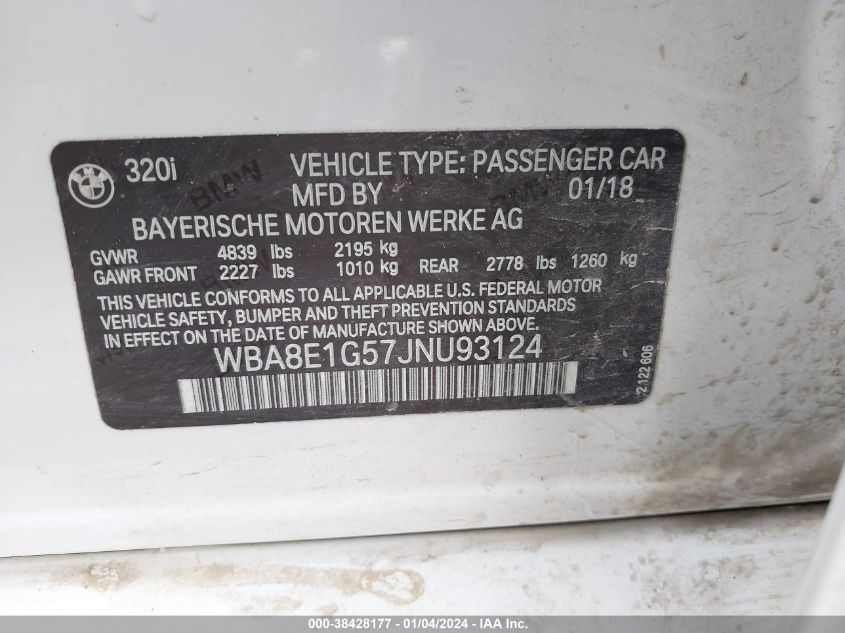 BMW 320i VEHICLE TYPE: PASSENGER CAR
MFD BY 01/18
BAYERISCHE MOTOREN WERKE AG
GVWR 4839 lbs 2195 kg
GAWR FRONT 2227 lbs 1010 kg REAR 2778 lbs 1260 kg
THIS VEHICLE CONFORMS TO ALL APPLICABLE U.S. FEDERAL MOTOR
VEHICLE SAFETY, BUMPER AND THEFT PREVENTION STANDARDS
IN EFFECT ON THE DATE OF MANUFACTURE SHOWN ABOVE.
WBA8E1G57JNU93124
2 122 606
000-38428177 - 01/04/2024 - IAA Inc.